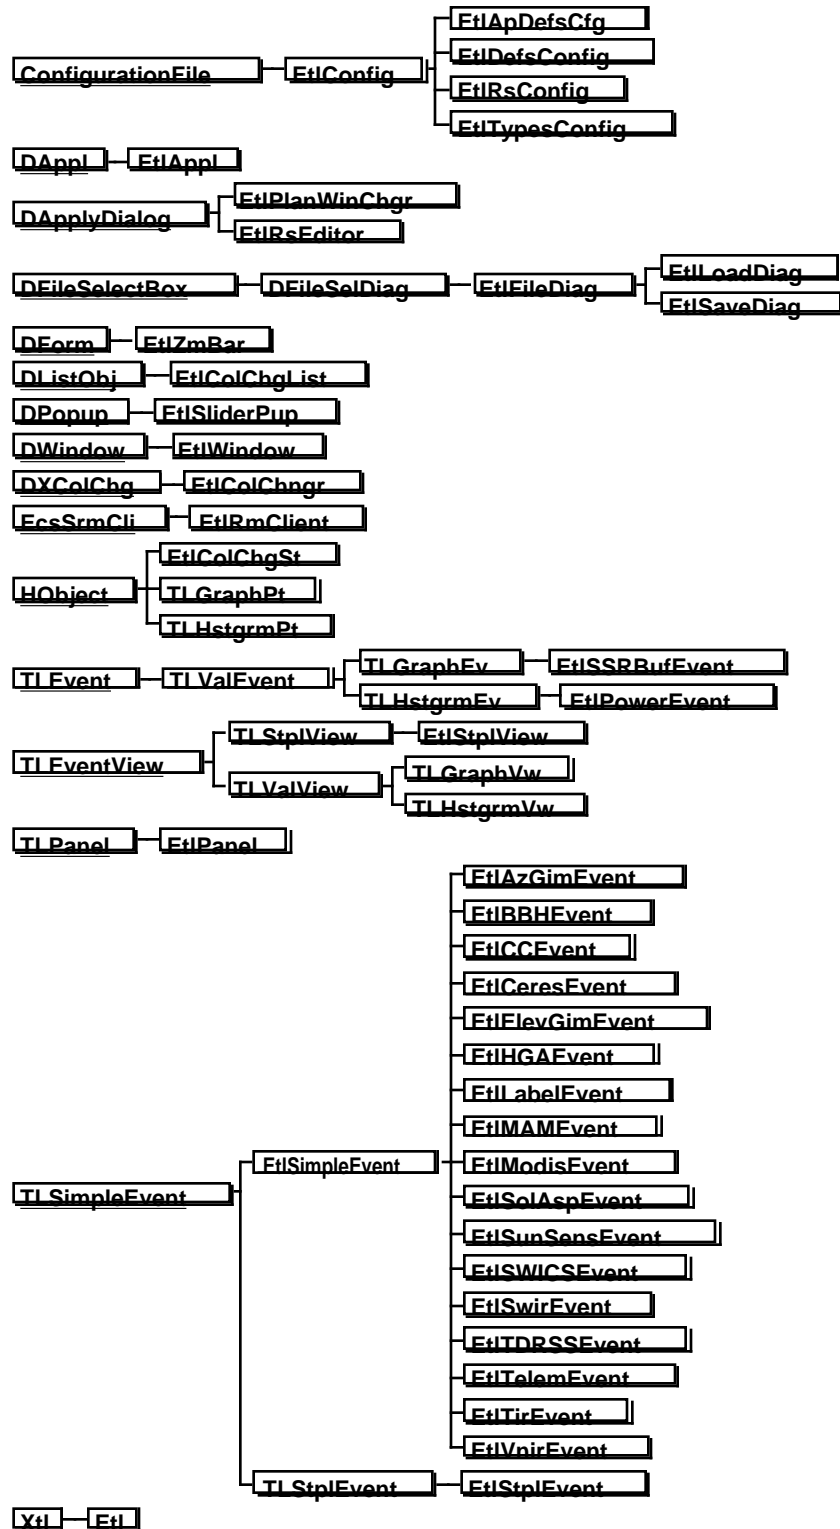 EtlApDefsCfg
EtlDefsConfig
ConfigurationFile EtlConfig
EtlRsConfig
EtlTypesConfig
DAppl EtlAppl
EtlPlanWinChgr
DApplyDialog
EtlRsEditor
EtlLoadDiag
DFileSelectBox DFileSelDiag EtlFileDiag
EtlSaveDiag
DForm EtlZmBar
DListObj EtlColChgList
DPopup EtlSliderPup
DWindow EtlWindow
DXColChg EtlColChngr
EcsSrmCli EtlRmClient
EtlColChgSt
HObject TLGraphPt
TLHstgrmPt
TLGraphEv EtlSSRBufEvent
TLEvent TLValEvent
TLHstgrmEv EtlPowerEvent
TLStplView EtlStplView
TLEventView
TLGraphVw
TLValView
TLHstgrmVw
TLPanel EtlPanel
EtlAzGimEvent
EtlBBHEvent
EtlCCEvent
EtlCeresEvent
EtlElevGimEvent
EtlHGAEvent
EtlLabelEvent
EtlMAMEvent
EtlSimpleEvent EtlModisEvent
TLSimpleEvent EtlSolAspEvent
EtlSunSensEvent
EtlSWICSEvent
EtlSwirEvent
EtlTDRSSEvent
EtlTelemEvent
EtlTirEvent
EtlVnirEvent
TLStplEvent EtlStplEvent
Xtl Etl